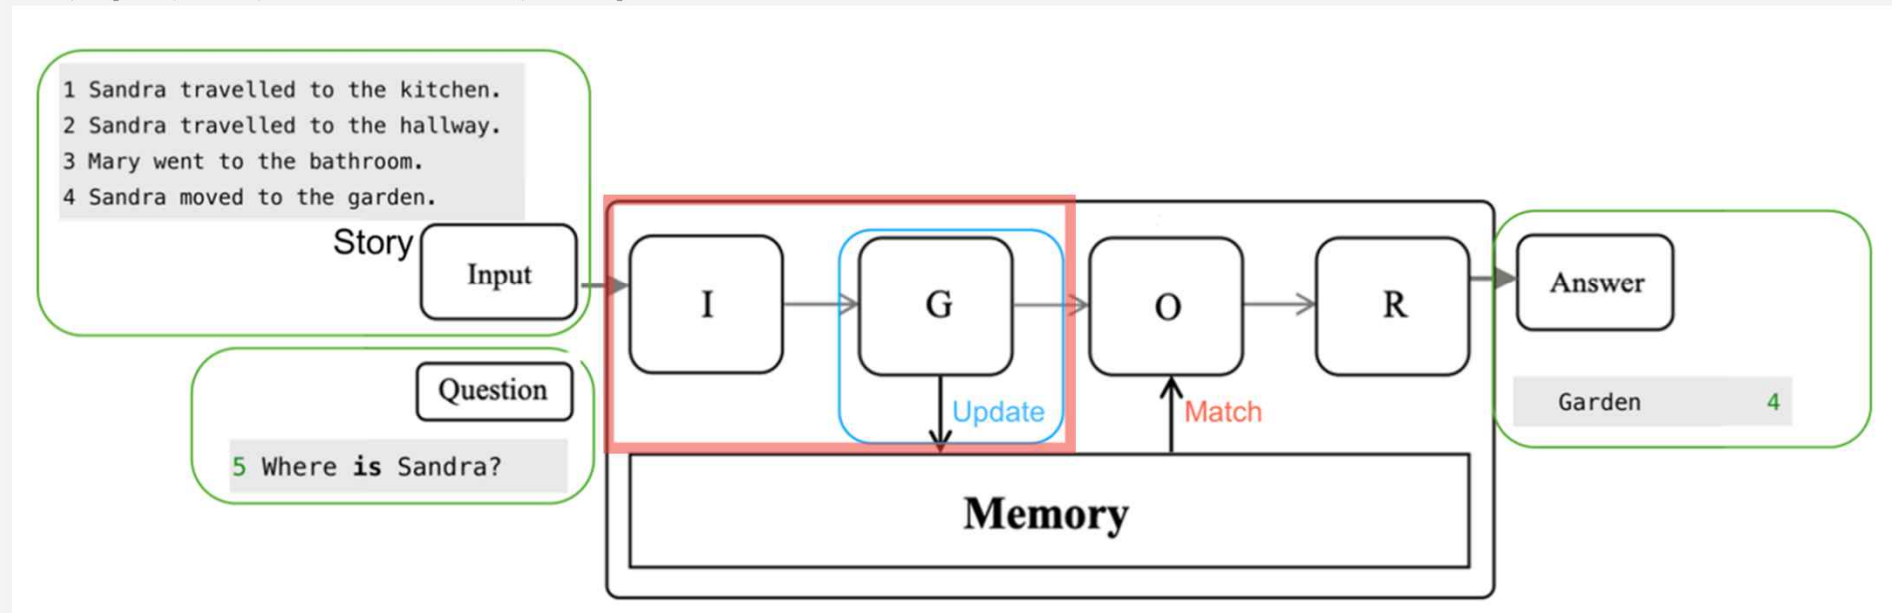 1 Sandra travelled to the kitchen.
2 Sandra travelled to the hallway.
3 Mary went to the bathroom.
4 Sandra moved to the garden.
Story
Input
Question
5 Where is Sandra?
I
G
O
R
Update
Match
Memory
Answer
Garden 4